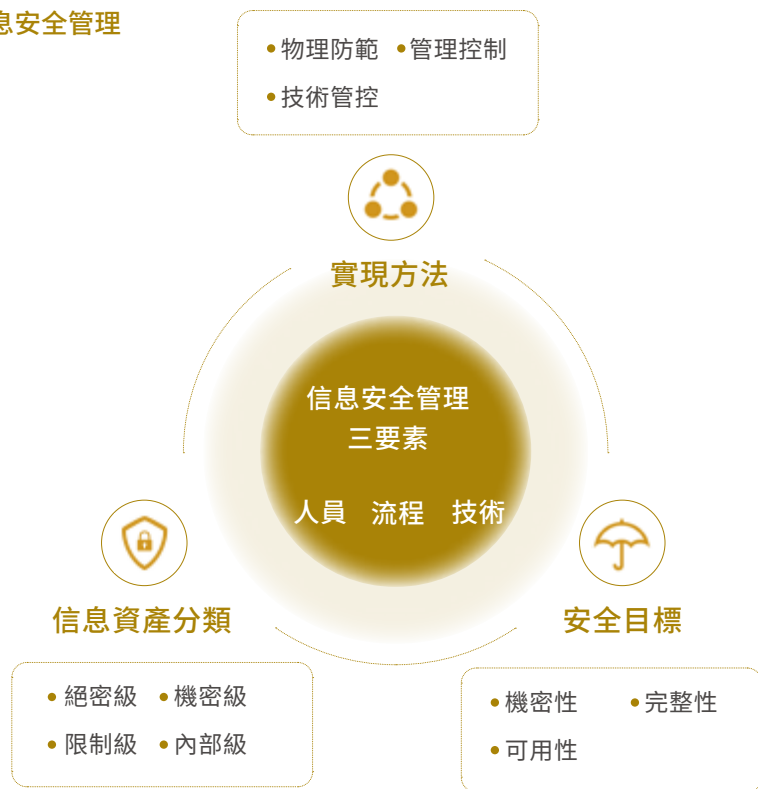 息安全管理
•物理防範 •管理控制
•技術管控
實現方法
信息安全管理
三要素
人員 流程 技術
信息資產分類
安全目標
•絕密級 •機密級
•限制級 •內部級
•機密性 •完整性
•可用性